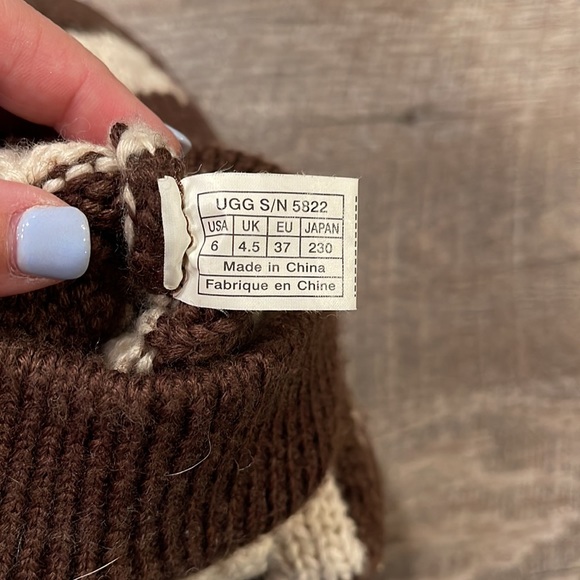 UGG S/N 5822
USA UK EU JAPAN
6 4.5 37 230
Made in China
Fabrique en Chine